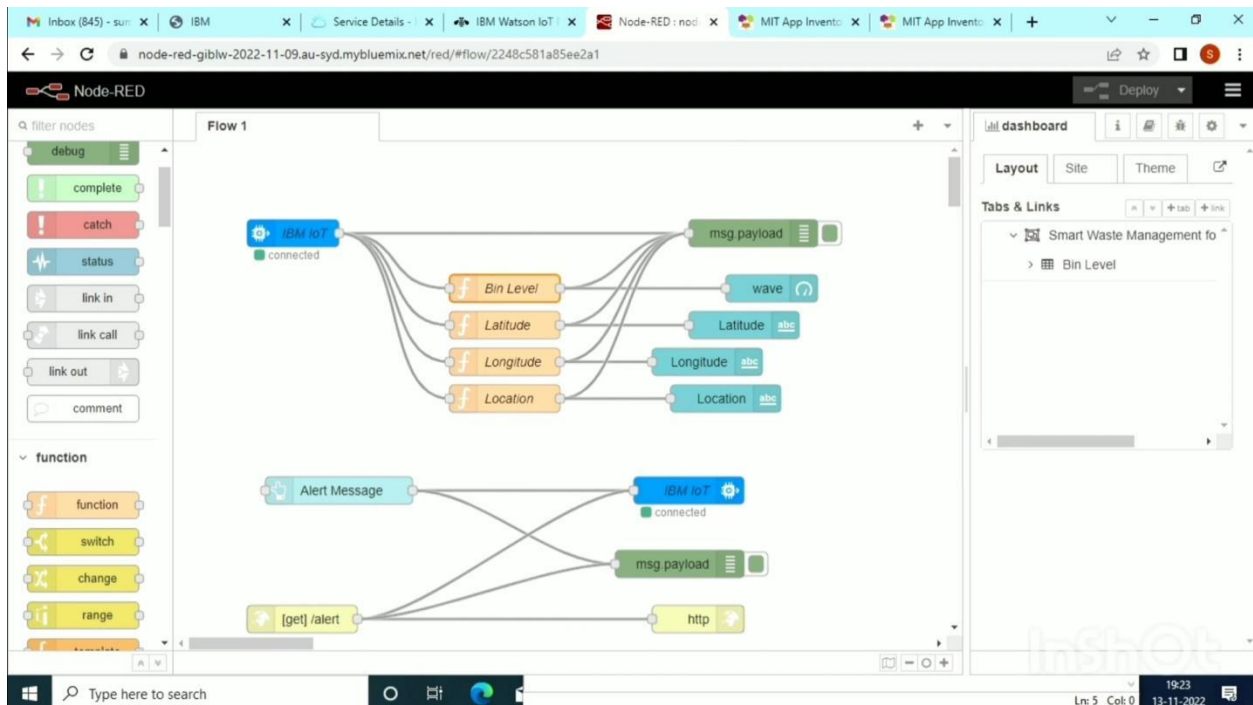 Inbox (845) - sum
IBM
Service Details -
IBM Watson IoT
Node-RED : nod
MIT App Invento
MIT App Invento
node-red-giblw-2022-11-09.au-syd.mybluemix.net/red/#flow/2248c581a85ee2a1
S
Node-RED
Deploy
filter nodes
Flow 1
dashboard
i
debug
complete
catch
status
link in
link call
link out
comment
function
function
switch
change
range
IBM IoT
connected
msg.payload
Bin Level
wave
abc
Latitude
Latitude
abc
Longitude
Longitude
abc
Location
Location
Alert Message
IBM IoT
connected
msg.payload
[get] /alert
http
Layout
Site
Theme
Tabs & Links
+ tab
+ link
Smart Waste Management fo
Bin Level
InShOt
Type here to search
Ln: 5 Col: 0
19:23
13-11-2022